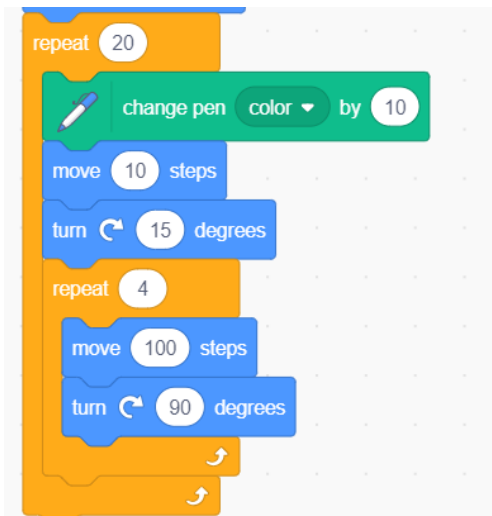 repeat 20
change pen color by 10
move 10 steps
turn 15 degrees
repeat 4
move 100 steps
turn 90 degrees